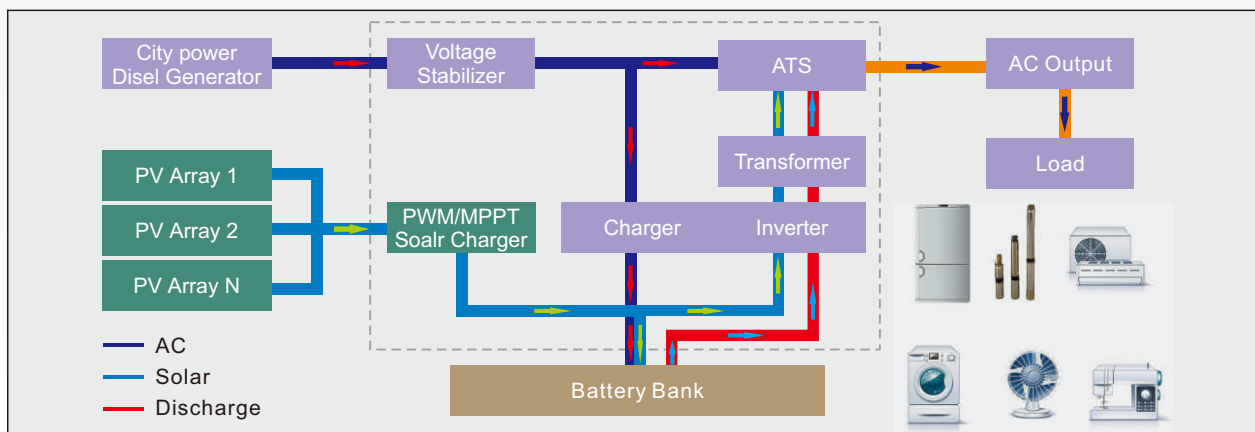 City power
Disel Generator
Voltage
Stabilizer
ATS
AC Output
Transformer
Load
PV Array 1
PV Array 2
PV Array N
PWM/MPPT
Soalr Charger
Charger
Inverter
AC
Solar
Discharge
Battery Bank